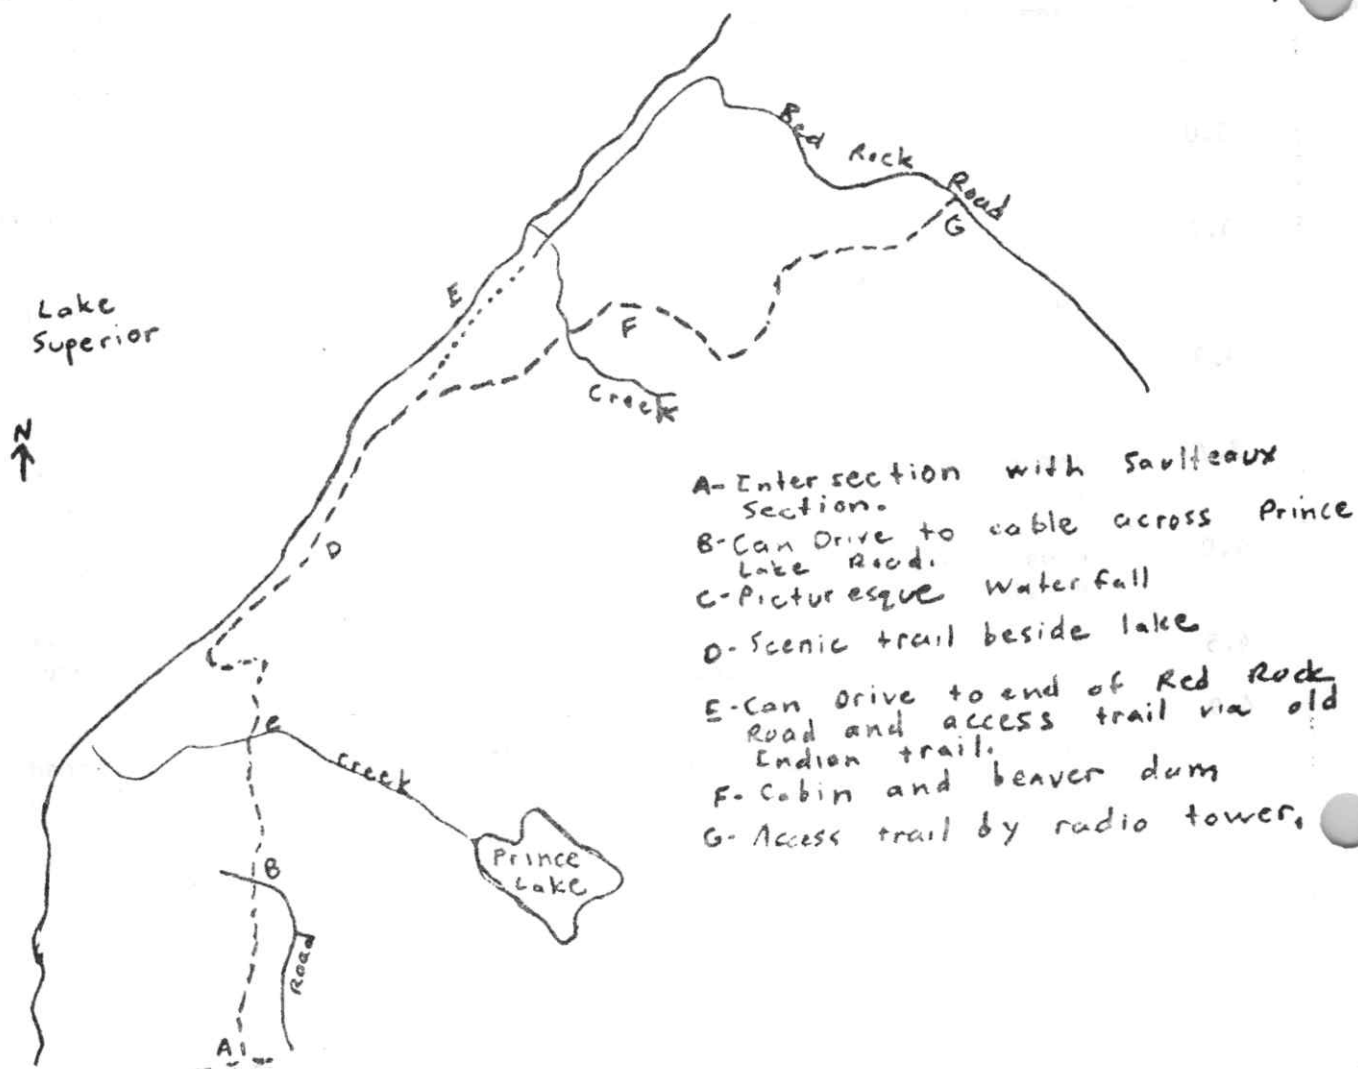 Red Rock Road
G
E
Lake
Superior
F
N
Creek
D
A- Intersection with Saulteaux
section.
B- Can Drive to cable across Prince
Lake Road.
C- Picturesque Waterfall
D- Scenic trail beside lake
E- Can Drive to end of Red Rock
Road and access trail via old
Indian trail.
F- Cabin and beaver dam
G- Access trail by radio tower.
C
Creek
Prince
Lake
B
Road
A